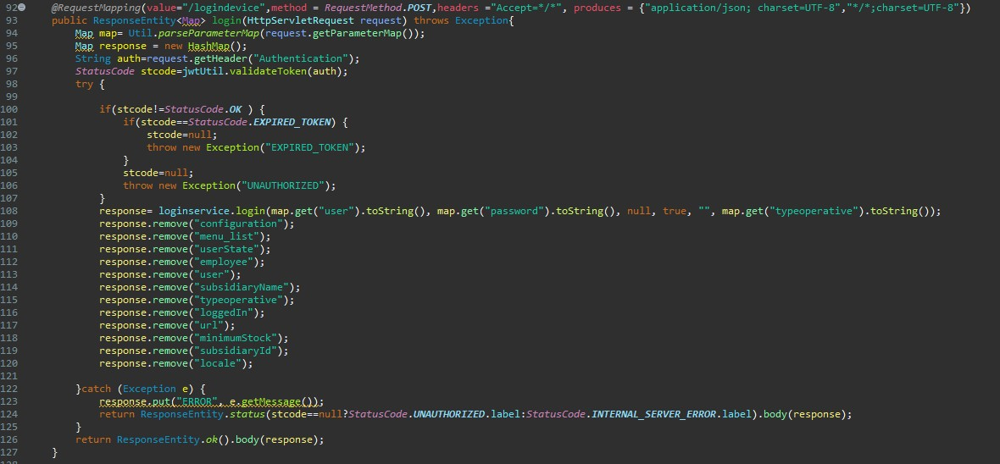 92 @RequestMapping(value="/logindevice",method = RequestMethod.POST,headers ="Accept=*/*", produces = {"application/json; charset=UTF-8","*/*;charset=UTF-8"})
93 public ResponseEntity<Map> login(HttpServletRequest request) throws Exception{
94 Map map= Util.parseParameterMap(request.getParameterMap());
95 Map response = new HashMap();
96 String auth=request.getHeader("Authentication");
97 StatusCode stcode=jwtUtil.validateToken(auth);
98 try {
99
100 if(stcode!=StatusCode.OK ) {
101 if(stcode==StatusCode.EXPIRED_TOKEN) {
102 stcode=null;
103 throw new Exception("EXPIRED_TOKEN");
104 }
105 stcode=null;
106 throw new Exception("UNAUTHORIZED");
107 }
108 response= loginservice.login(map.get("user").toString(), map.get("password").toString(), null, true, "", map.get("typeoperative").toString());
109 response.remove("configuration");
110 response.remove("menu_list");
111 response.remove("userState");
112 response.remove("employee");
113 response.remove("user");
114 response.remove("subsidiaryName");
115 response.remove("typeoperative");
116 response.remove("loggedIn");
117 response.remove("url");
118 response.remove("minimumStock");
119 response.remove("subsidiaryId");
120 response.remove("locale");
121
122 }catch (Exception e) {
123 response.put("ERROR", e.getMessage());
124 return ResponseEntity.status(stcode==null?StatusCode.UNAUTHORIZED.label:StatusCode.INTERNAL_SERVER_ERROR.label).body(response);
125 }
126 return ResponseEntity.ok().body(response);
127 }